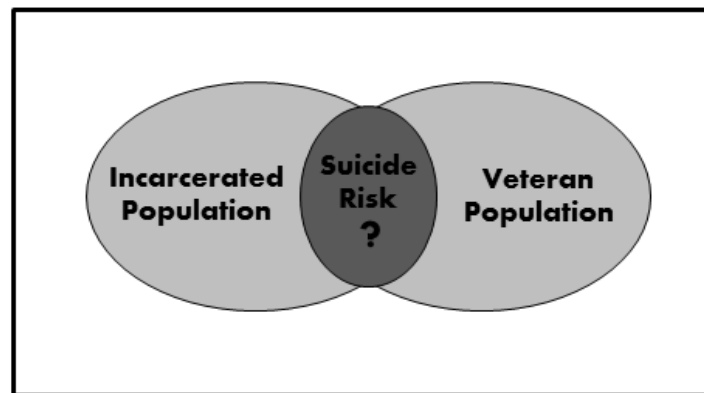 Incarcerated
Population
Suicide
Risk
?
Veteran
Population